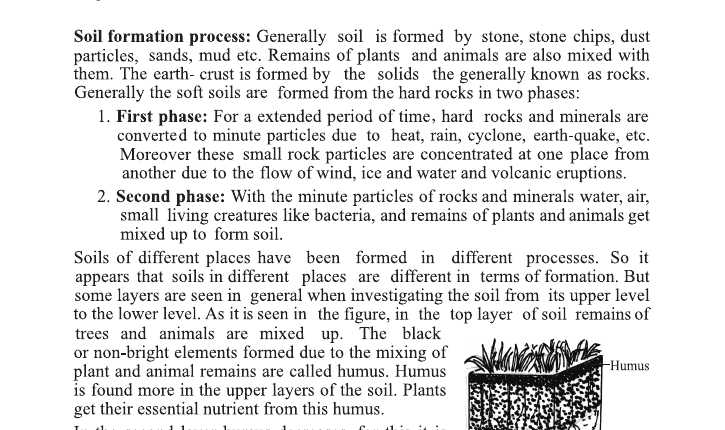 Soil formation process: Generally soil is formed by stone, stone chips, dust
particles, sands, mud etc. Remains of plants and animals are also mixed with
them. The earth- crust is formed by the solids the generally known as rocks.
Generally the soft soils are formed from the hard rocks in two phases:
1. First phase: For a extended period of time, hard rocks and minerals are
converted to minute particles due to heat, rain, cyclone, earth-quake, etc.
Moreover these small rock particles are concentrated at one place from
another due to the flow of wind, ice and water and volcanic eruptions.
2. Second phase: With the minute particles of rocks and minerals water, air,
small living creatures like bacteria, and remains of plants and animals get
mixed up to form soil.
Soils of different places have been formed in different processes. So it
appears that soils in different places are different in terms of formation. But
some layers are seen in general when investigating the soil from its upper level
to the lower level. As it is seen in the figure, in the top layer of soil remains of
trees and animals are mixed up. The black
or non-bright elements formed due to the mixing of
plant and animal remains are called humus. Humus
is found more in the upper layers of the soil. Plants
get their essential nutrient from this humus.
Humus